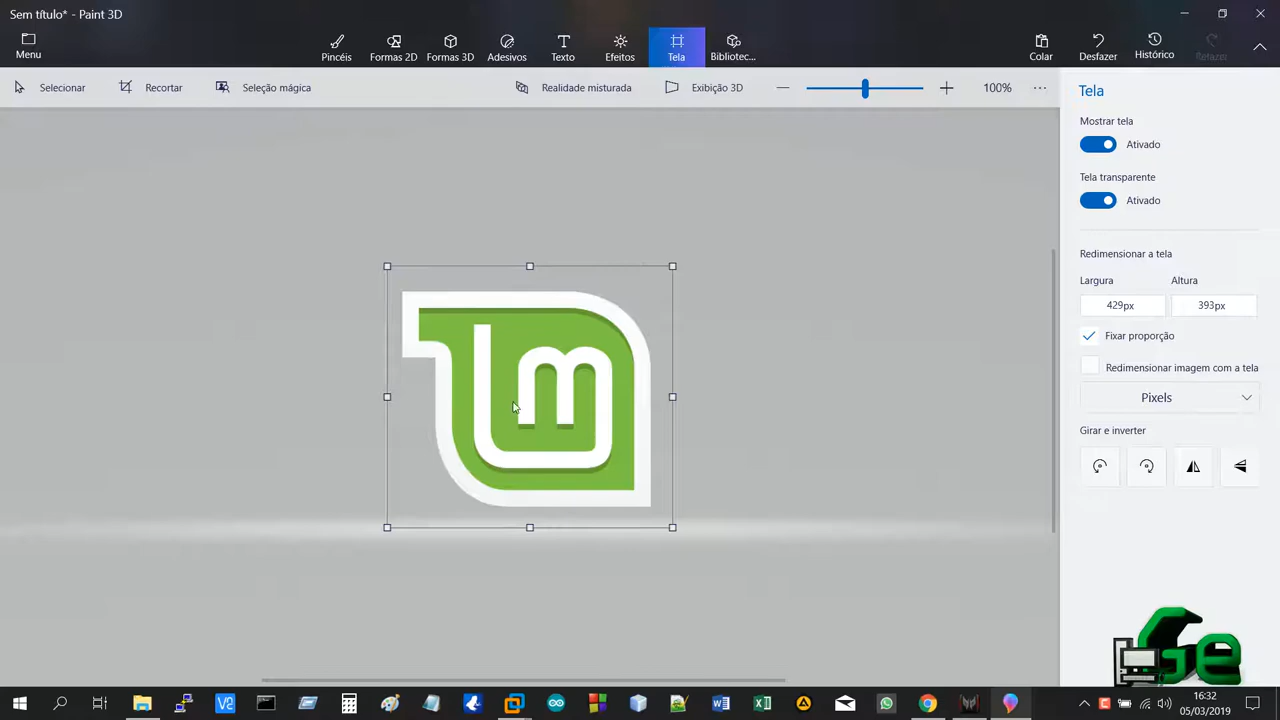 Sem título* - Paint 3D
Menu
Pincéis
Formas 2D
Formas 3D
Adesivos
Texto
Efeitos
Tela
Bibliotec...
Colar
Desfazer
Histórico
Refazer
Selecionar
Recortar
Seleção mágica
Realidade misturada
Exibição 3D
100%
Tela
Mostrar tela
Ativado
Tela transparente
Ativado
Redimensionar a tela
Largura
Altura
429px
393px
Fixar proporção
Redimensionar imagem com a tela
Pixels
Girar e inverter
lm
Ge
16:32
05/03/2019